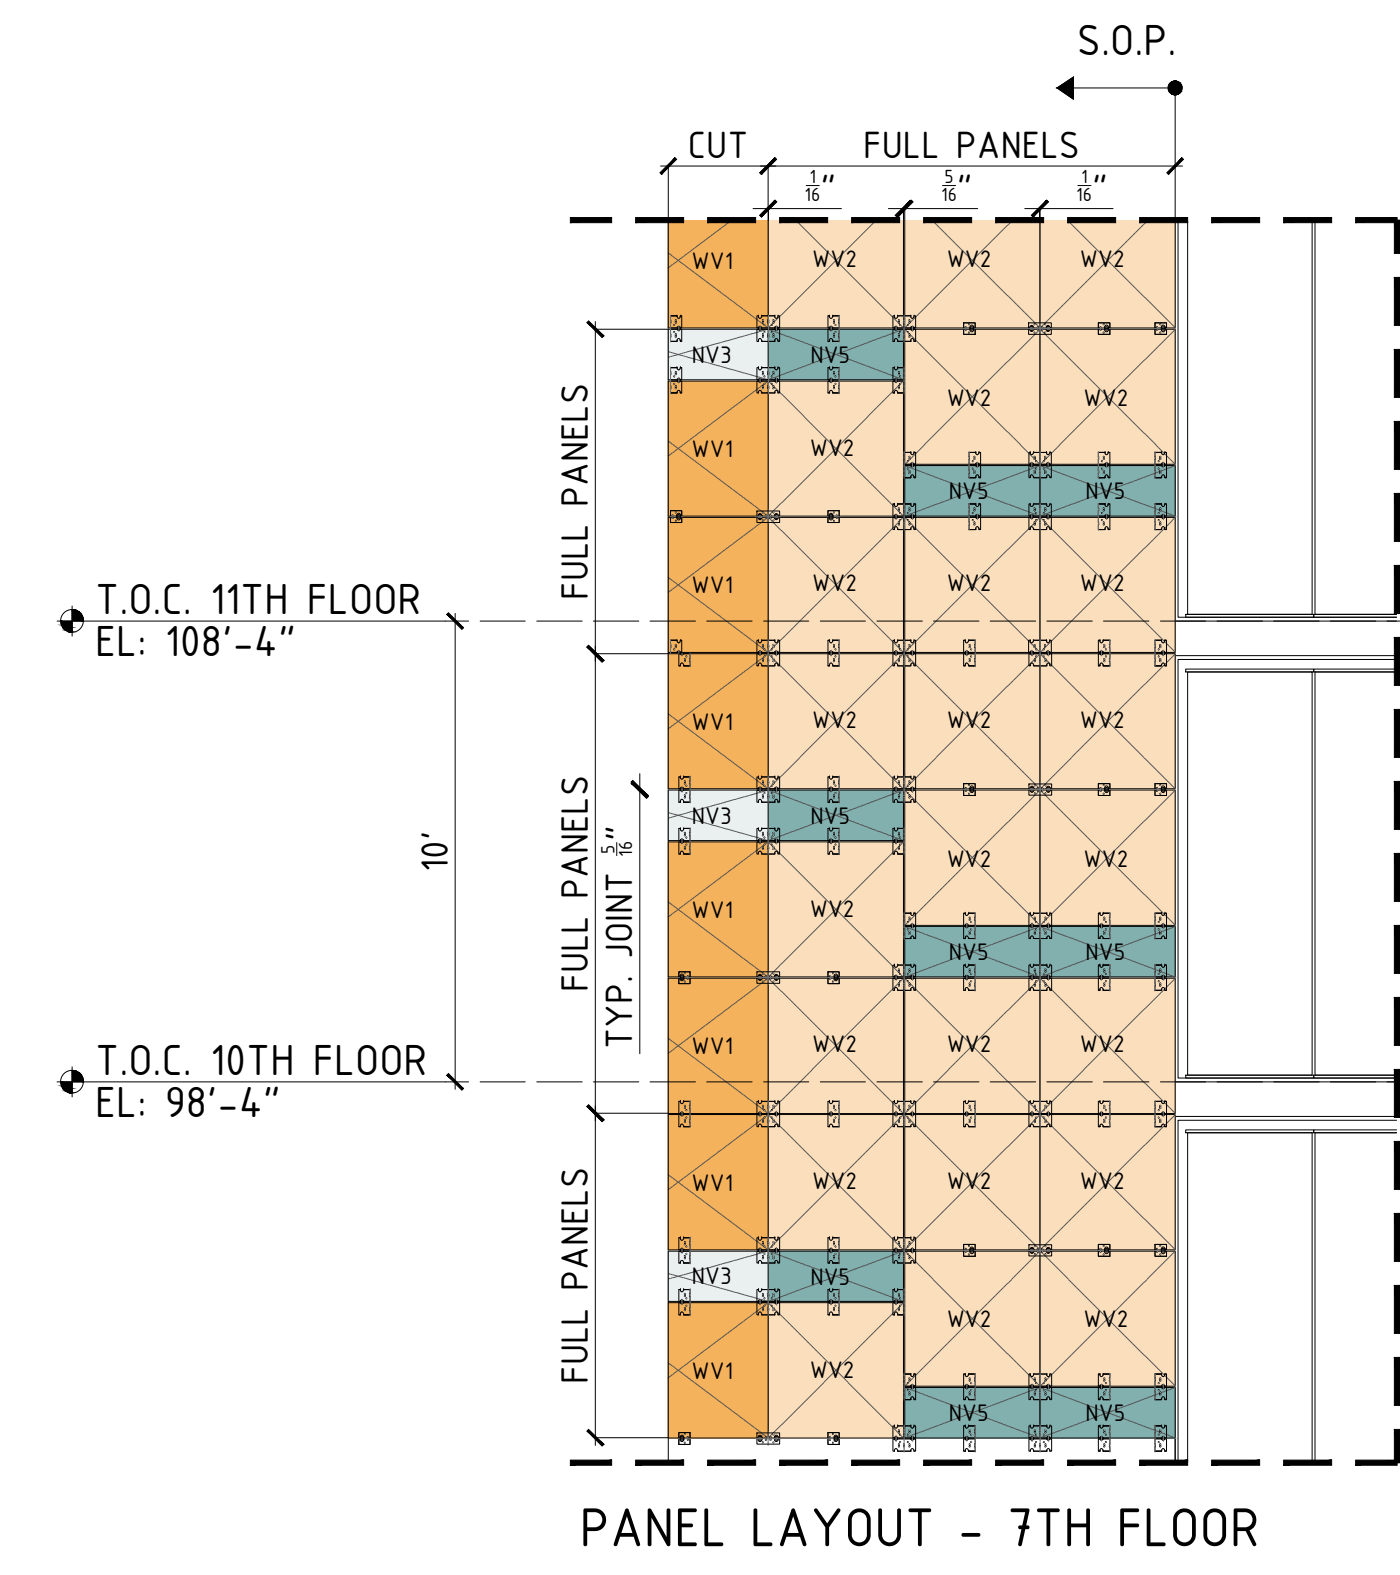 S.O.P.
CUT FULL PANELS
1/16" 5/16" 1/16"
WV1 WV2 WV2 WV2
NV3 NV5
WV2 WV2
WV1 WV2
NV5 NV5
WV1 WV2 WV2 WV2
FULL PANELS
T.O.C. 11TH FLOOR
EL: 108'-4"
WV1 WV2 WV2 WV2
NV3 NV5
WV2 WV2
WV1 WV2
NV5 NV5
WV1 WV2 WV2 WV2
10'
FULL PANELS
TYP. JOINT 5/16"
T.O.C. 10TH FLOOR
EL: 98'-4"
WV1 WV2 WV2 WV2
NV3 NV5
WV2 WV2
WV1 WV2
NV5 NV5
FULL PANELS
PANEL LAYOUT - 7TH FLOOR